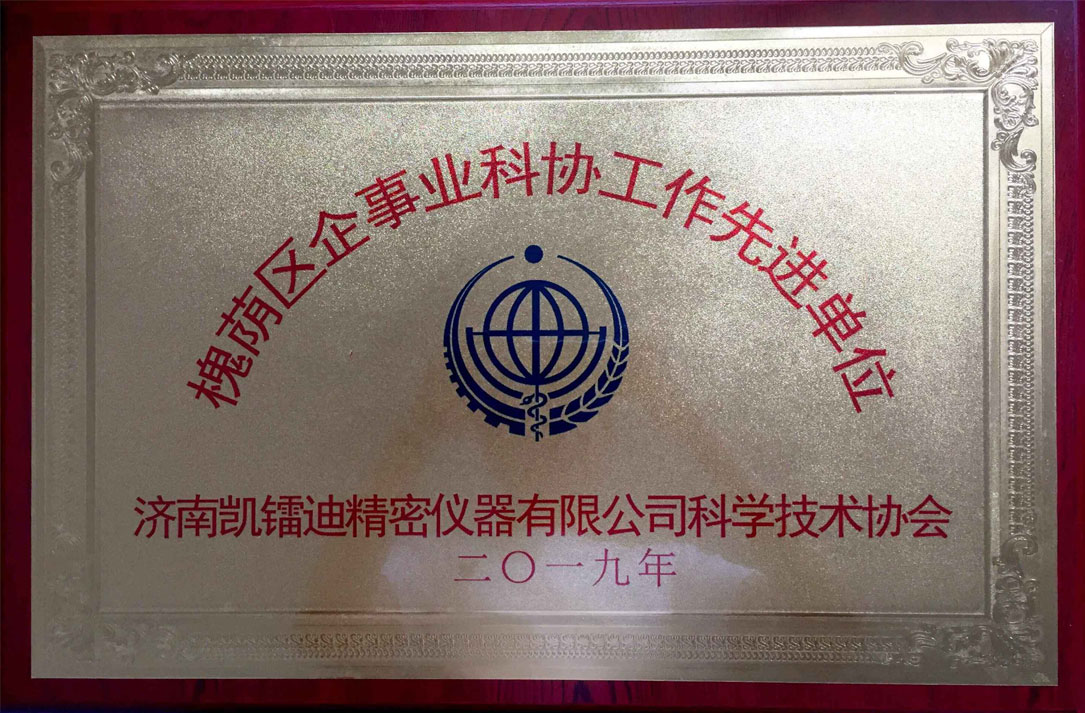 槐荫区企事业科协工作先进单位
济南凯镭迪精密仪器有限公司科学技术协会
二〇一九年